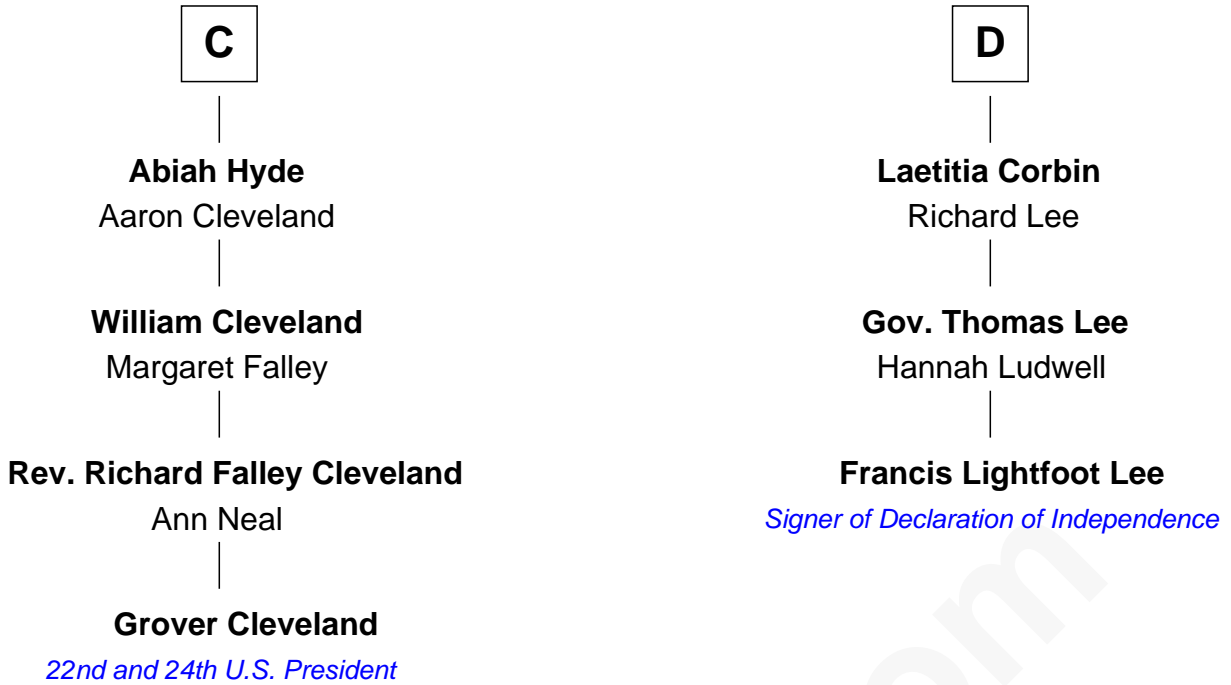 C
Abiah Hyde
Aaron Cleveland
William Cleveland
Margaret Falley
Rev. Richard Falley Cleveland
Ann Neal
Grover Cleveland
22nd and 24th U.S. President
D
Laetitia Corbin
Richard Lee
Gov. Thomas Lee
Hannah Ludwell
Francis Lightfoot Lee
Signer of Declaration of Independence
om